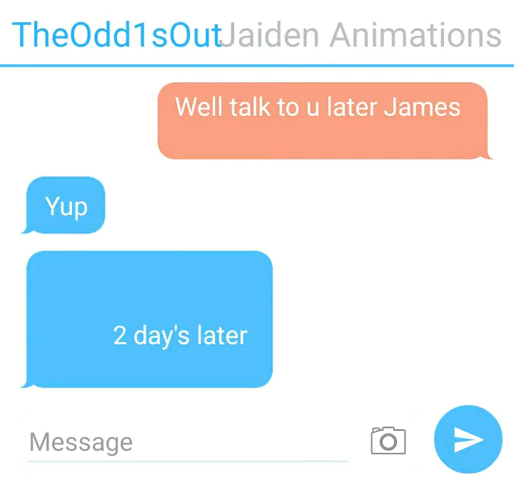 TheOdd1sOut Jaiden Animations
Well talk to u later James
Yup
2 day's later
Message